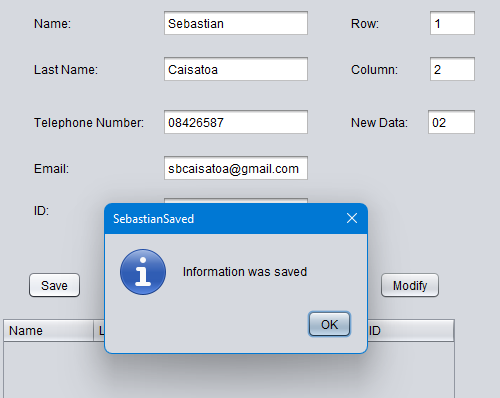 Name: Sebastian Row: 1
Last Name: Caisatoa Column: 2
Telephone Number: 08426587 New Data: 02
Email: sbcaisatoa@gmail.com
ID:
SebastianSaved
Information was saved
OK
Save Modify
Name L ID